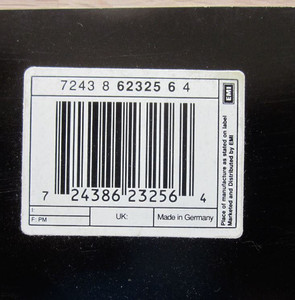 7243 8 62325 6 4
7 24386 23256 4
I:
F: PM
UK:
Made in Germany
EMI
Place of manufacture as stated on label
Marketed and Distributed by EMI